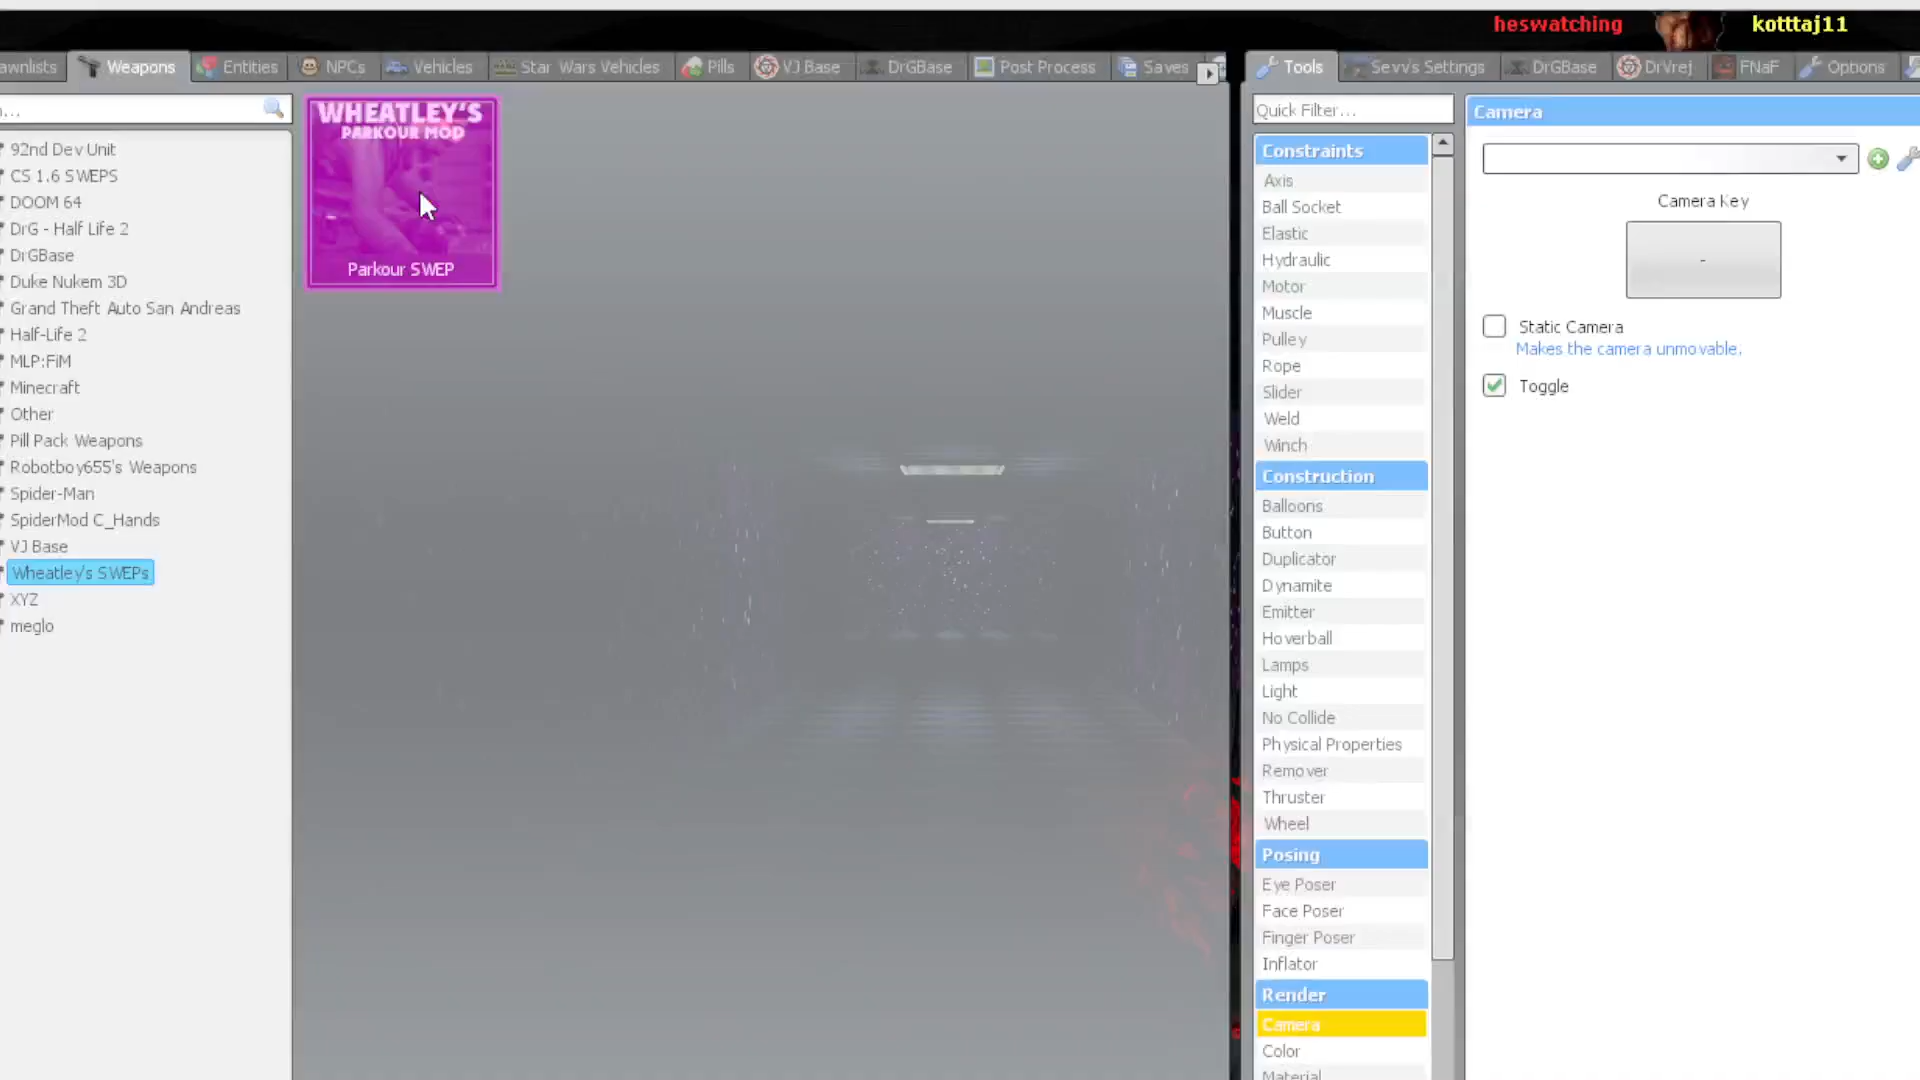 heswatching
kotttaj11
awnlists
Weapons
Entities
NPCs
Vehicles
Star Wars Vehicles
Pills
VJ Base
DrGBase
Post Process
Saves
Tools
Sevv's Settings
DrGBase
DrVrej
FNaF
Options
92nd Dev Unit
CS 1.6 SWEPS
DOOM 64
DrG - Half Life 2
DrGBase
Duke Nukem 3D
Grand Theft Auto San Andreas
Half-Life 2
MLP:FiM
Minecraft
Other
Pill Pack Weapons
Robotboy655's Weapons
Spider-Man
SpiderMod C_Hands
VJ Base
Wheatley's SWEPs
XYZ
meglo
WHEATLEY'S
PARKOUR MOD
Parkour SWEP
Quick Filter...
Constraints
Axis
Ball Socket
Elastic
Hydraulic
Motor
Muscle
Pulley
Rope
Slider
Weld
Winch
Construction
Balloons
Button
Duplicator
Dynamite
Emitter
Hoverball
Lamps
Light
No Collide
Physical Properties
Remover
Thruster
Wheel
Posing
Eye Poser
Face Poser
Finger Poser
Inflator
Render
Camera
Color
Material
Camera
Camera Key
-
Static Camera
Makes the camera unmovable.
Toggle